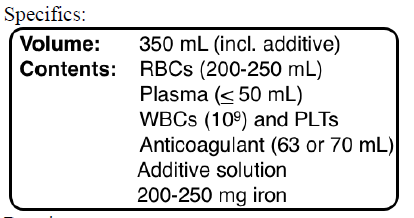 Specifics:
Volume: 350 mL (incl. additive)
Contents: RBCs (200-250 mL)
Plasma (≤ 50 mL)
WBCs (10⁹) and PLTs
Anticoagulant (63 or 70 mL)
Additive solution
200-250 mg iron